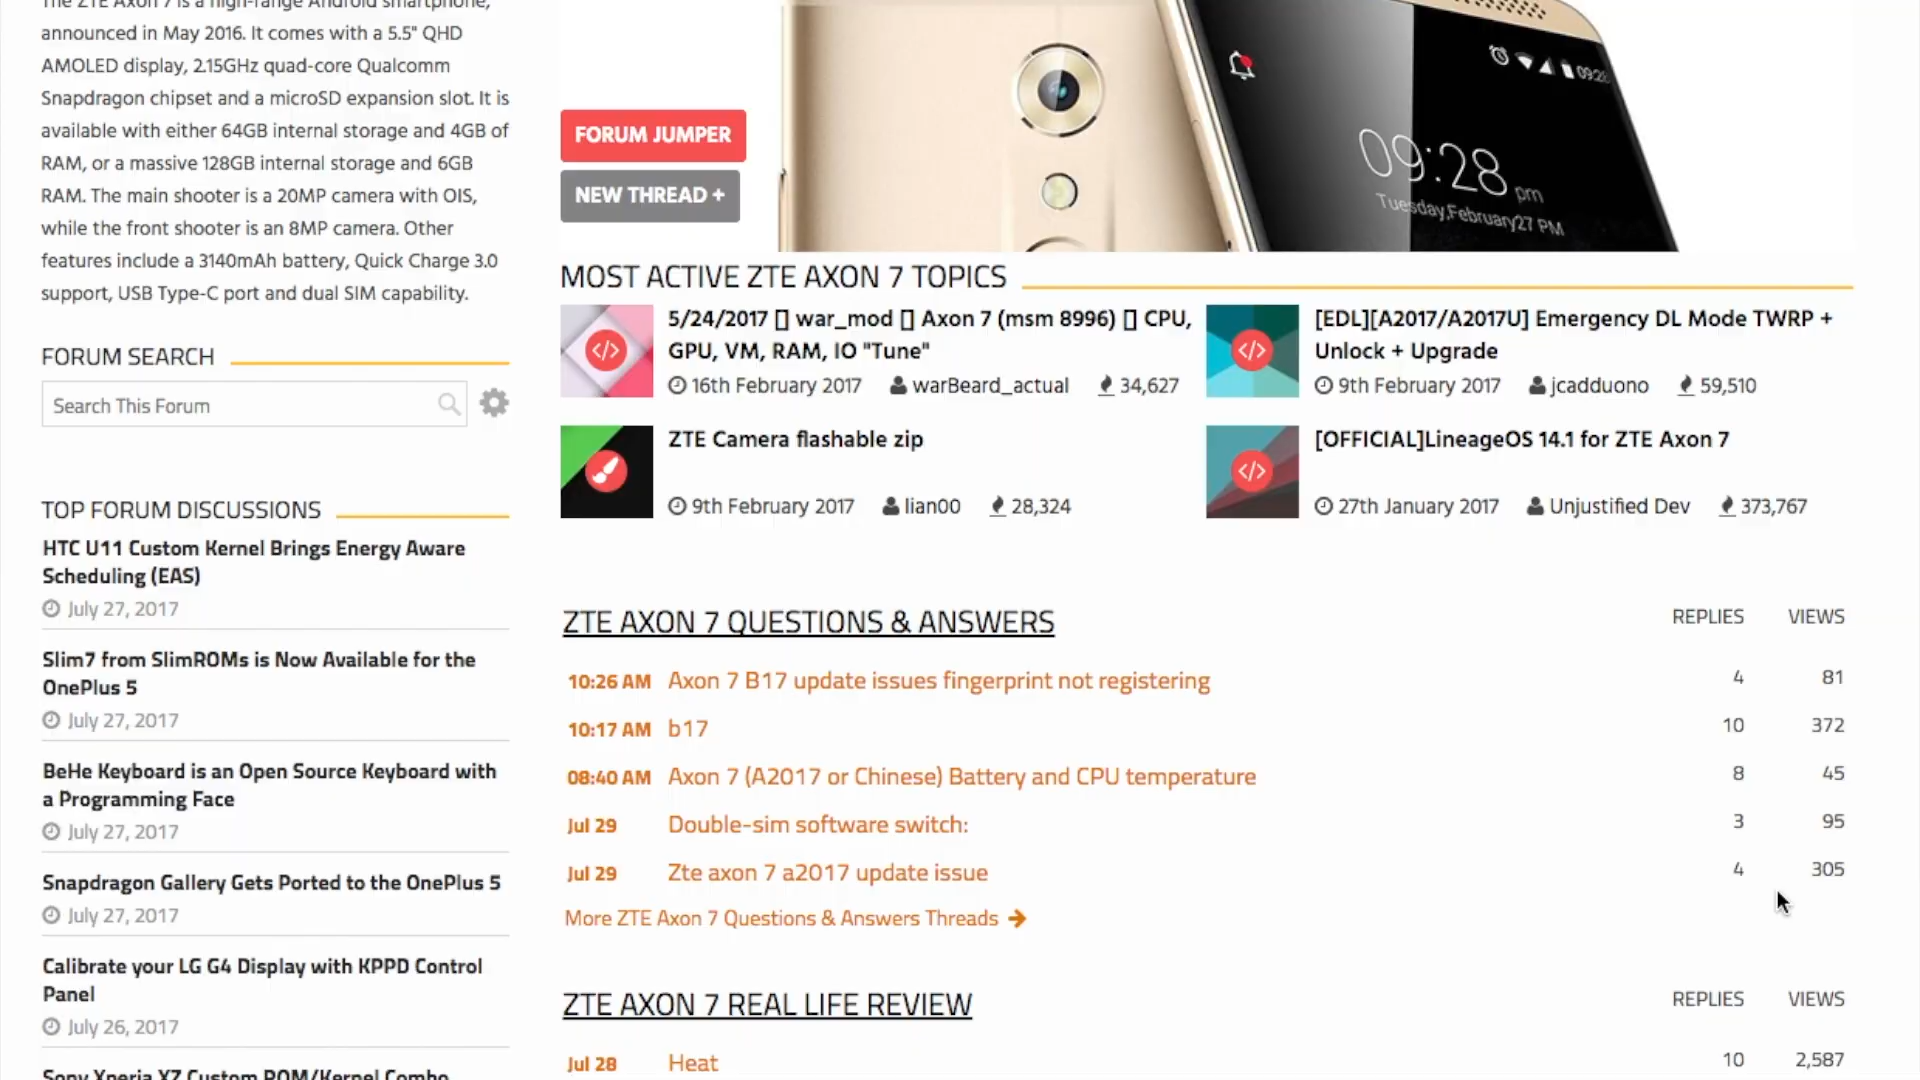 The ZTE Axon 7 is a high-range Android smartphone,
announced in May 2016. It comes with a 5.5" QHD
AMOLED display, 2.15GHz quad-core Qualcomm
Snapdragon chipset and a microSD expansion slot. It is
available with either 64GB internal storage and 4GB of
RAM, or a massive 128GB internal storage and 6GB
RAM. The main shooter is a 20MP camera with OIS,
while the front shooter is an 8MP camera. Other
features include a 3140mAh battery, Quick Charge 3.0
support, USB Type-C port and dual SIM capability.
FORUM SEARCH
Search This Forum
TOP FORUM DISCUSSIONS
HTC U11 Custom Kernel Brings Energy Aware
Scheduling (EAS)
July 27, 2017
Slim7 from SlimROMs is Now Available for the
OnePlus 5
July 27, 2017
BeHe Keyboard is an Open Source Keyboard with
a Programming Face
July 27, 2017
Snapdragon Gallery Gets Ported to the OnePlus 5
July 27, 2017
Calibrate your LG G4 Display with KPPD Control
Panel
July 26, 2017
Sony Xperia XZ Custom ROM/Kernel Combo
FORUM JUMPER
NEW THREAD +
09:28
09:28 pm
Tuesday,February27 PM
MOST ACTIVE ZTE AXON 7 TOPICS
5/24/2017 [] war_mod [] Axon 7 (msm 8996) [] CPU,
GPU, VM, RAM, IO "Tune"
16th February 2017 warBeard_actual 34,627
[EDL][A2017/A2017U] Emergency DL Mode TWRP +
Unlock + Upgrade
9th February 2017 jcadduono 59,510
ZTE Camera flashable zip
9th February 2017 lian00 28,324
[OFFICIAL]LineageOS 14.1 for ZTE Axon 7
27th January 2017 Unjustified Dev 373,767
ZTE AXON 7 QUESTIONS & ANSWERS REPLIES VIEWS
10:26 AM Axon 7 B17 update issues fingerprint not registering 4 81
10:17 AM b17 10 372
08:40 AM Axon 7 (A2017 or Chinese) Battery and CPU temperature 8 45
Jul 29 Double-sim software switch: 3 95
Jul 29 Zte axon 7 a2017 update issue 4 305
More ZTE Axon 7 Questions & Answers Threads
ZTE AXON 7 REAL LIFE REVIEW REPLIES VIEWS
Jul 28 Heat 10 2,587